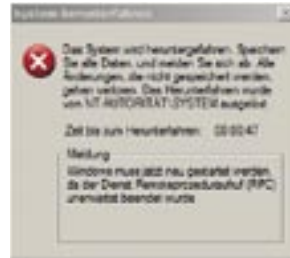 System herunterfahren
Das System wird heruntergefahren. Speichern
Sie alle Daten, und melden Sie sich ab. Alle
Änderungen, die nicht gespeichert werden,
gehen verloren. Das Herunterfahren wurde
von NT-AUTORITÄT\SYSTEM ausgelöst
Zeit bis zum Herunterfahren: 00:00:47
Meldung
Windows muss jetzt neu gestartet werden,
da der Dienst Remoteprozeduraufruf (RPC)
unerwartet beendet wurde